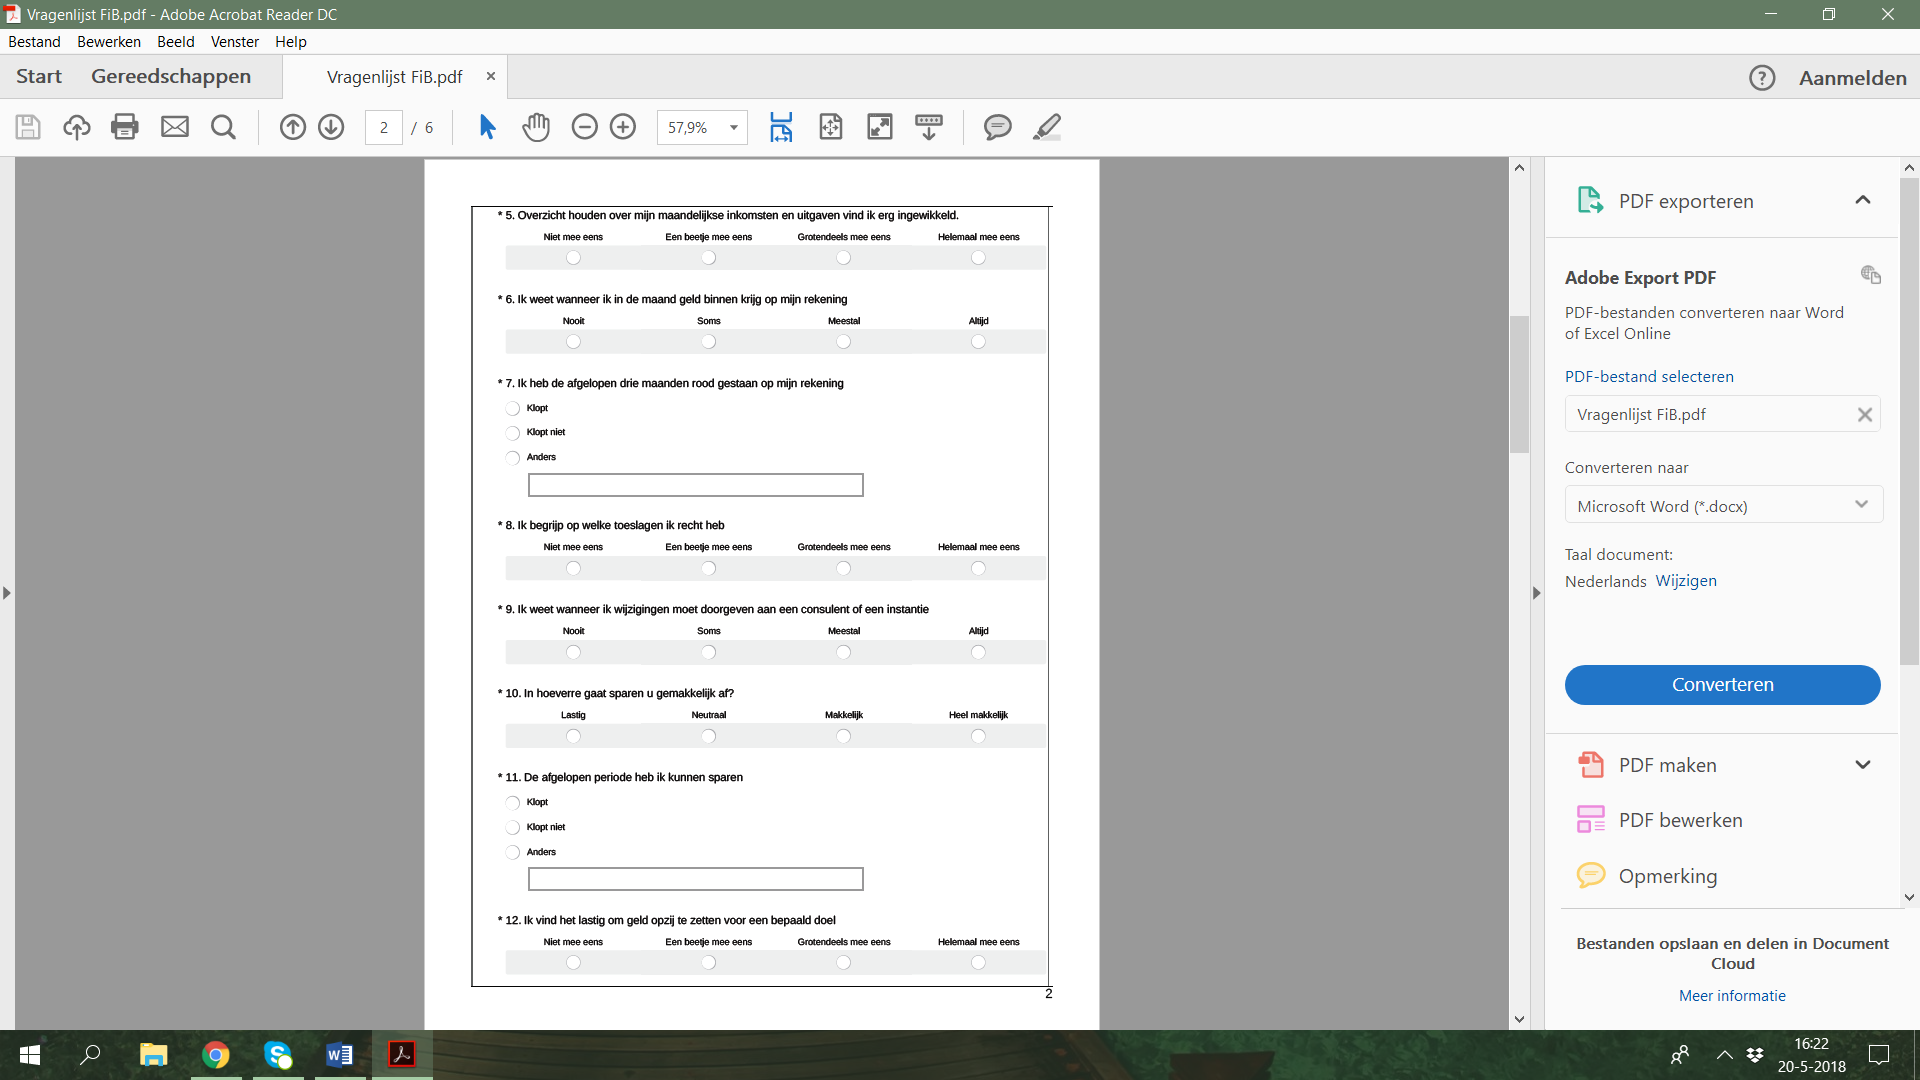 Vragenlijst FiB.pdf - Adobe Acrobat Reader DC
Bestand Bewerken Beeld Venster Help
Start Gereedschappen Vragenlijst FiB.pdf × ? Aanmelden
2 / 6 57,9%
* 5. Overzicht houden over mijn maandelijkse inkomsten en uitgaven vind ik erg ingewikkeld.
Niet mee eens Een beetje mee eens Grotendeels mee eens Helemaal mee eens
* 6. Ik weet wanneer ik in de maand geld binnen krijg op mijn rekening
Nooit Soms Meestal Altijd
* 7. Ik heb de afgelopen drie maanden rood gestaan op mijn rekening
Klopt
Klopt niet
Anders
* 8. Ik begrijp op welke toeslagen ik recht heb
Niet mee eens Een beetje mee eens Grotendeels mee eens Helemaal mee eens
* 9. Ik weet wanneer ik wijzigingen moet doorgeven aan een consulent of een instantie
Nooit Soms Meestal Altijd
* 10. In hoeverre gaat sparen u gemakkelijk af?
Lastig Neutraal Makkelijk Heel makkelijk
* 11. De afgelopen periode heb ik kunnen sparen
Klopt
Klopt niet
Anders
* 12. Ik vind het lastig om geld opzij te zetten voor een bepaald doel
Niet mee eens Een beetje mee eens Grotendeels mee eens Helemaal mee eens
2
PDF exporteren
Adobe Export PDF
PDF-bestanden converteren naar Word
of Excel Online
PDF-bestand selecteren
Vragenlijst FiB.pdf
Converteren naar
Microsoft Word (*.docx)
Taal document:
Nederlands Wijzigen
Converteren
PDF maken
PDF bewerken
Opmerking
Bestanden opslaan en delen in Document
Cloud
Meer informatie
16:22
20-5-2018